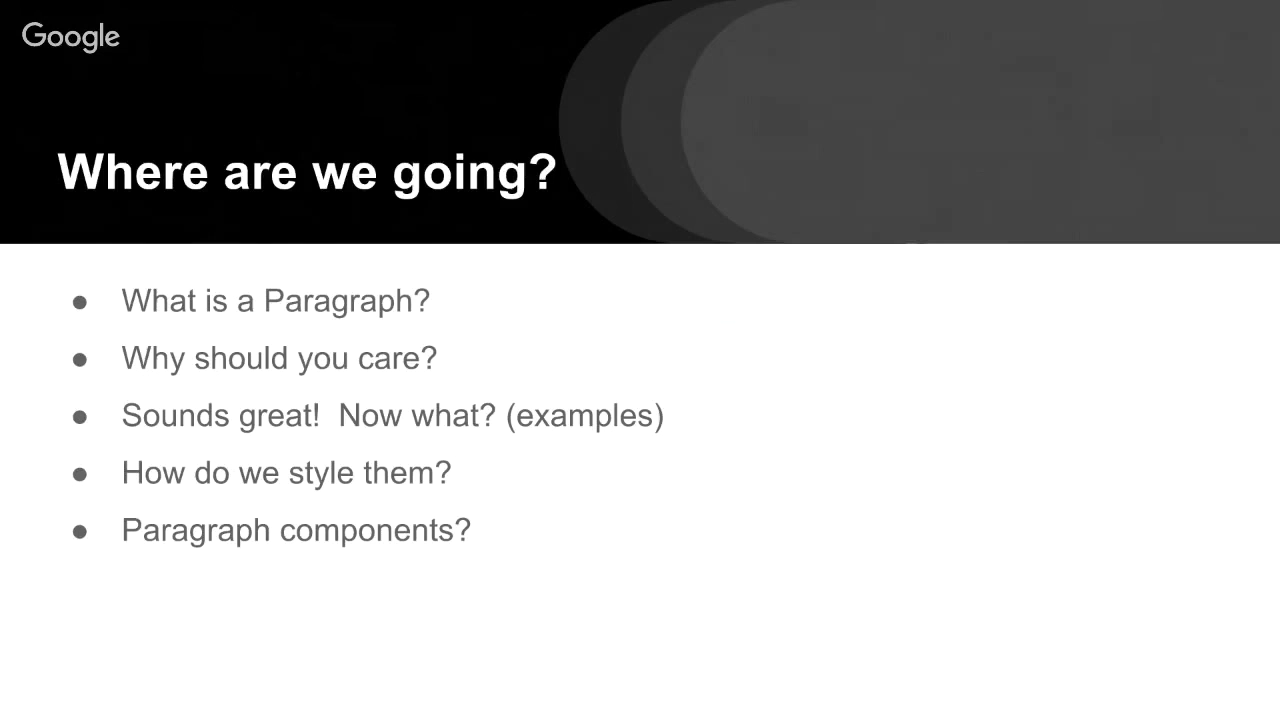 Google
Where are we going?
● What is a Paragraph?
● Why should you care?
● Sounds great!  Now what? (examples)
● How do we style them?
● Paragraph components?